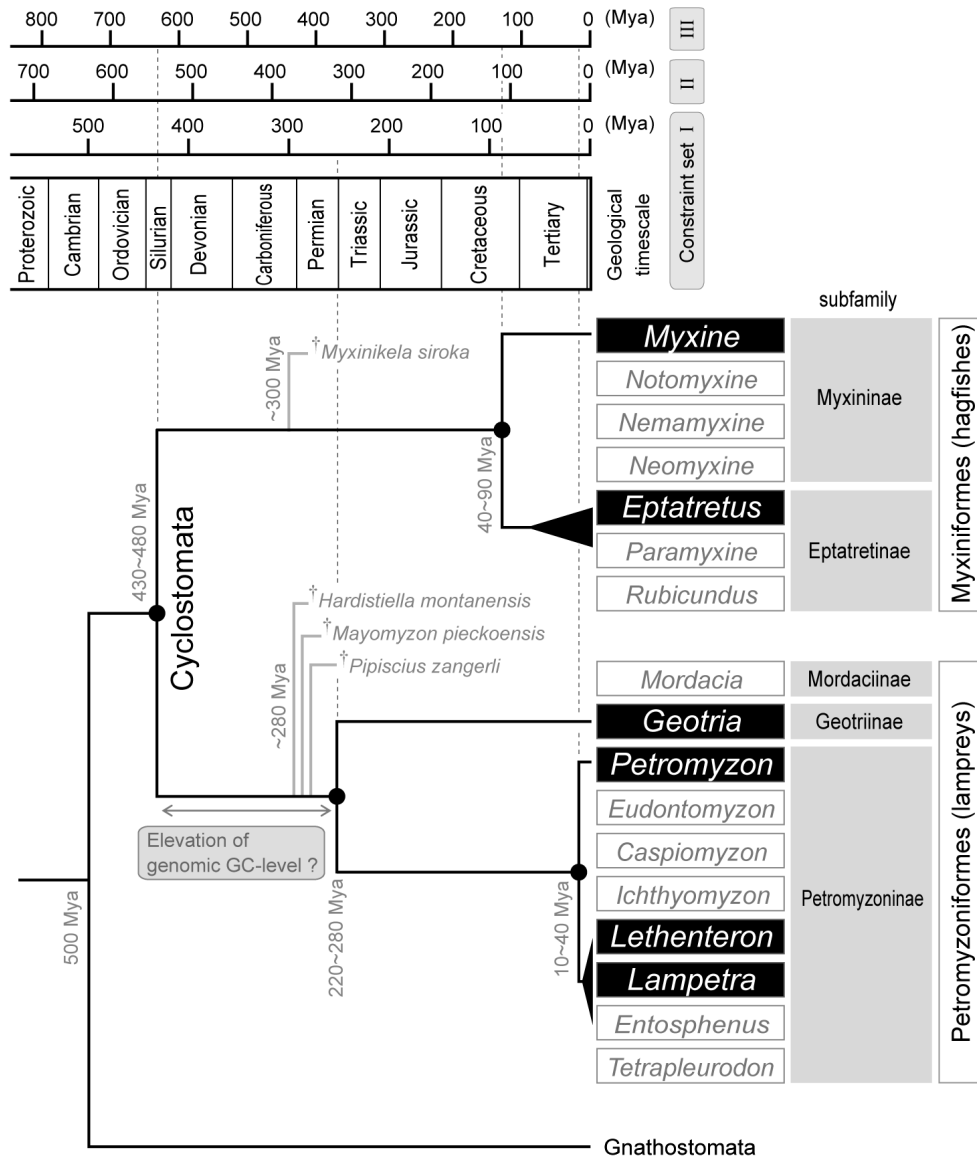 800 700 600 500 400 300 200 100 0 (Mya) III
700 600 500 400 300 200 100 0 (Mya) II
500 400 300 200 100 0 (Mya)
Constraint set I
Proterozoic
Cambrian
Ordovician
Silurian
Devonian
Carboniferous
Permian
Triassic
Jurassic
Cretaceous
Tertiary
Geological
timescale
subfamily
Myxine
Notomyxine
Nemamyxine
Neomyxine
Myxininae
Eptatretus
Paramyxine
Rubicundus
Eptatretinae
Myxiniformes (hagfishes)
†Myxinikela siroka
~300 Mya
40~90 Mya
430~480 Mya
Cyclostomata
†Hardistiella montanensis
†Mayomyzon pieckoensis
†Pipiscius zangerli
~280 Mya
Mordacia
Mordaciinae
Geotria
Geotriinae
Petromyzon
Eudontomyzon
Caspiomyzon
Ichthyomyzon
Lethenteron
Lampetra
Entosphenus
Tetrapleurodon
Petromyzoninae
Petromyzoniformes (lampreys)
Elevation of
genomic GC-level ?
500 Mya
220~280 Mya
10~40 Mya
Gnathostomata